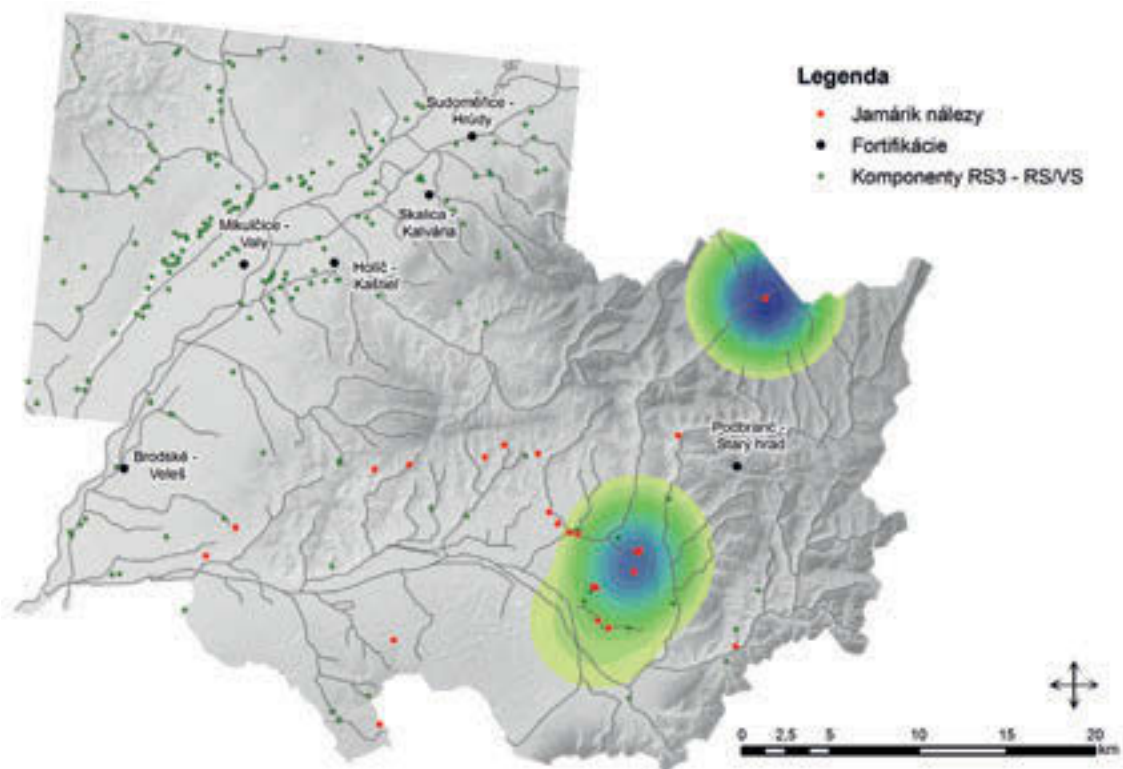 Legenda
Jamárik nálezy
Fortifikácie
Komponenty RS3 - RS/VS
Sudoměřice -
Hrúdy
Skalica -
Kalvária
Mikulčice -
Valy
Holíč -
Kaštieľ
Podbranč -
Starý hrad
Brodské -
Veleš
0 2,5 5 10 15 20
km